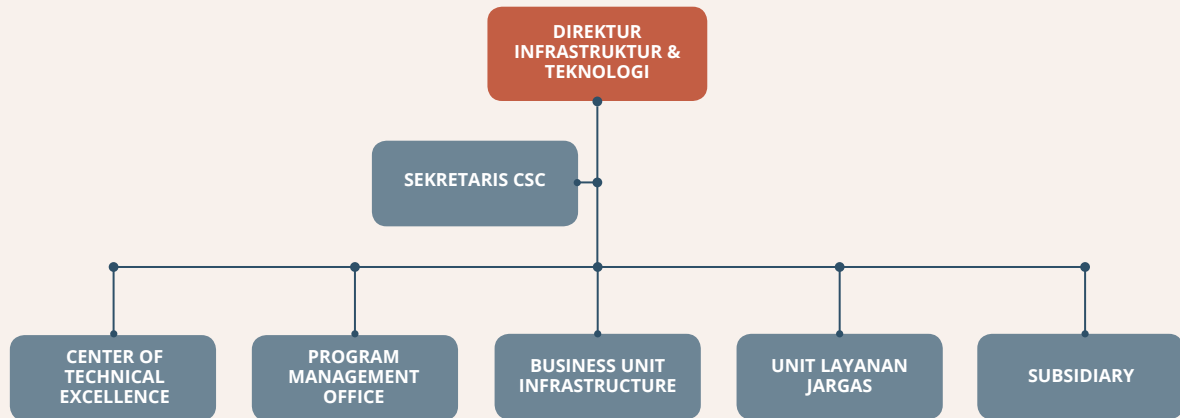 DIREKTUR
INFRASTRUKTUR &
TEKNOLOGI
SEKRETARIS CSC
CENTER OF
TECHNICAL
EXCELLENCE
PROGRAM
MANAGEMENT
OFFICE
BUSINESS UNIT
INFRASTRUCTURE
UNIT LAYANAN
JARGAS
SUBSIDIARY